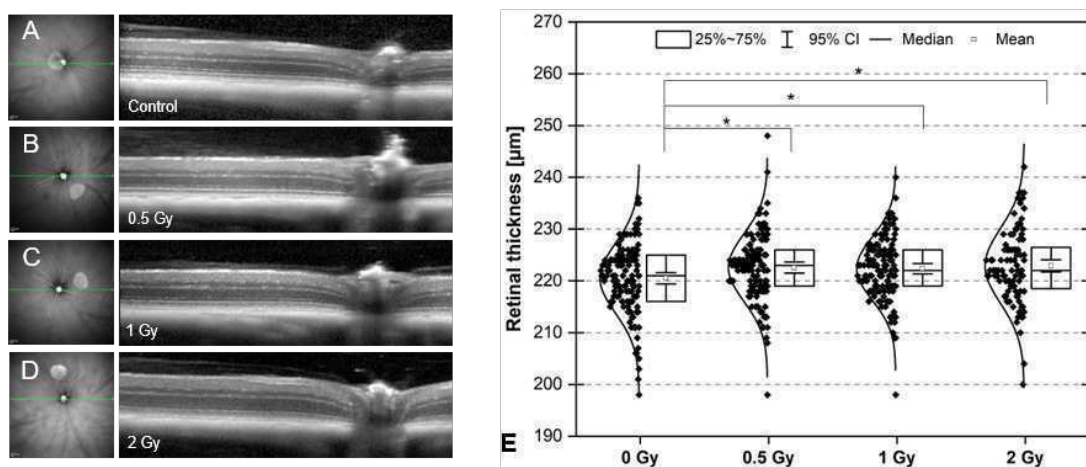 A
Control
B
0.5 Gy
C
1 Gy
D
2 Gy
E
Retinal thickness [µm]
270
260
250
240
230
220
210
200
190
25%~75%
95% CI
Median
Mean
*
*
*
0 Gy
0.5 Gy
1 Gy
2 Gy